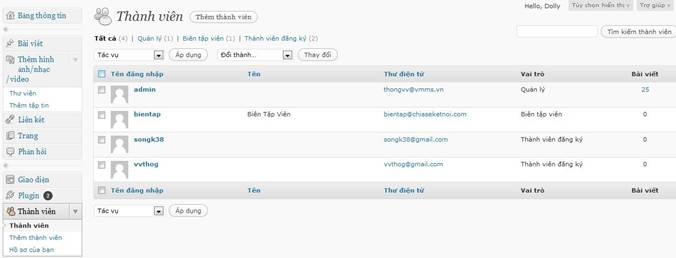 Bảng thông tin
Bài viết
Thêm hình
ảnh/nhạc
/video
Thư viện
Thêm tập tin
Liên kết
Trang
Phản hồi
Giao diện
Plugin 2
Thành viên
Thành viên
Thêm thành viên
Hồ sơ của bạn
Hello, Dolly Tùy chọn hiển thị Trợ giúp
Thành viên Thêm thành viên
Tất cả (4) | Quản lý (1) | Biên tập viên (1) | Thành viên đăng ký (2)
Tìm kiếm thành viên
Tác vụ Áp dụng Đổi thành... Thay đổi
Tên đăng nhập Tên Thư điện tử Vai trò Bài viết
admin thongvv@vmms.vn Quản lý 25
bientap Biên Tập Viên bientap@chiaseketnoi.com Biên tập viên 0
songk38 songk38@gmail.com Thành viên đăng ký 0
vvthog vvthog@gmail.com Thành viên đăng ký 0
Tên đăng nhập Tên Thư điện tử Vai trò Bài viết
Tác vụ Áp dụng